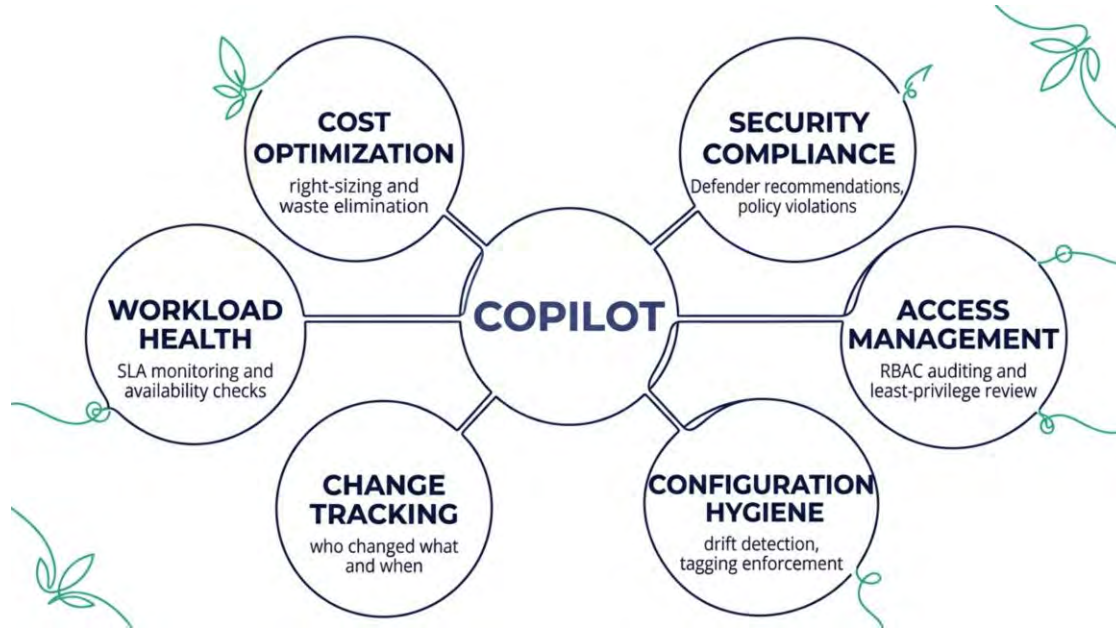 COST
OPTIMIZATION
right-sizing and
waste elimination
SECURITY
COMPLIANCE
Defender recommendations,
policy violations
WORKLOAD
HEALTH
SLA monitoring and
availability checks
COPILOT
ACCESS
MANAGEMENT
RBAC auditing and
least-privilege review
CHANGE
TRACKING
who changed what
and when
CONFIGURATION
HYGIENE
drift detection,
tagging enforcement